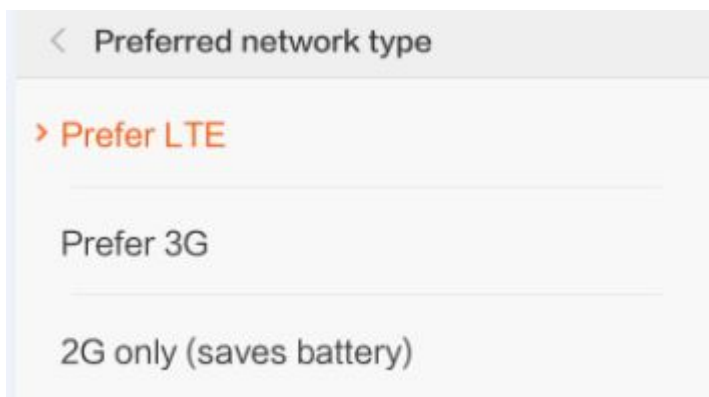 Preferred network type
Prefer LTE
Prefer 3G
2G only (saves battery)